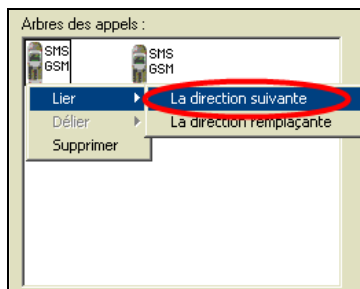 Arbres des appels :
SMS
GSM
SMS
GSM
Lier
La direction suivante
Délier
La direction remplaçante
Supprimer